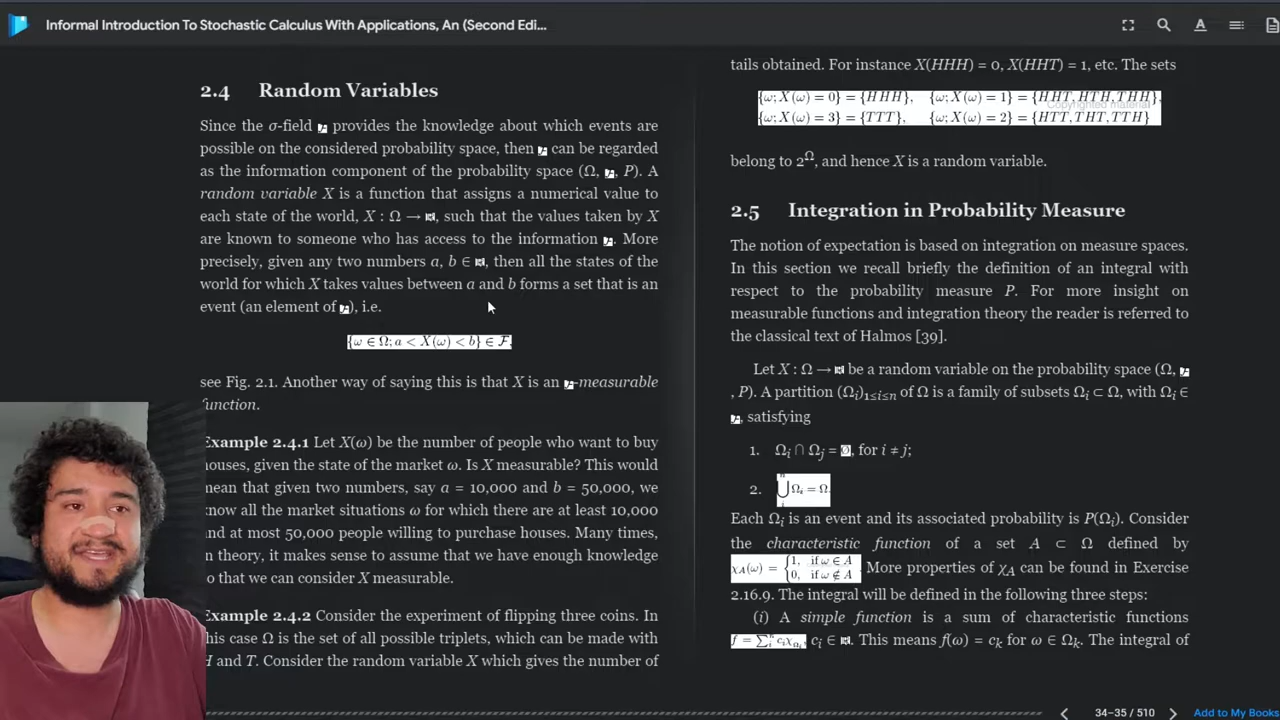 Informal Introduction To Stochastic Calculus With Applications, An (Second Edi...
2.4 Random Variables
Since the σ-field ℱ provides the knowledge about which events are
possible on the considered probability space, then ℱ can be regarded
as the information component of the probability space (Ω, ℱ, P). A
random variable X is a function that assigns a numerical value to
each state of the world, X : Ω → ℝ, such that the values taken by X
are known to someone who has access to the information ℱ. More
precisely, given any two numbers a, b ∈ ℝ, then all the states of the
world for which X takes values between a and b forms a set that is an
event (an element of ℱ), i.e.
{ω ∈ Ω; a < X(ω) < b} ∈ ℱ,
see Fig. 2.1. Another way of saying this is that X is an ℱ-measurable
function.
Example 2.4.1 Let X(ω) be the number of people who want to buy
houses, given the state of the market ω. Is X measurable? This would
mean that given two numbers, say a = 10,000 and b = 50,000, we
know all the market situations ω for which there are at least 10,000
and at most 50,000 people willing to purchase houses. Many times,
in theory, it makes sense to assume that we have enough knowledge
so that we can consider X measurable.
Example 2.4.2 Consider the experiment of flipping three coins. In
this case Ω is the set of all possible triplets, which can be made with
H and T. Consider the random variable X which gives the number of
tails obtained. For instance X(HHH) = 0, X(HHT) = 1, etc. The sets
{ω; X(ω) = 0} = {HHH}, {ω; X(ω) = 1} = {HHT, HTH, THH},
Copyrighted material
{ω; X(ω) = 3} = {TTT}, {ω; X(ω) = 2} = {HTT, THT, TTH}
belong to 2^Ω, and hence X is a random variable.
2.5 Integration in Probability Measure
The notion of expectation is based on integration on measure spaces.
In this section we recall briefly the definition of an integral with
respect to the probability measure P. For more insight on
measurable functions and integration theory the reader is referred to
the classical text of Halmos [39].
Let X : Ω → ℝ be a random variable on the probability space (Ω, ℱ
, P). A partition (Ωi)1≤i≤n of Ω is a family of subsets Ωi ⊂ Ω, with Ωi ∈
ℱ, satisfying
1. Ωi ∩ Ωj = Ø, for i ≠ j;
2. ⋃_i^n Ωi = Ω.
Each Ωi is an event and its associated probability is P(Ωi). Consider
the characteristic function of a set A ⊂ Ω defined by
χA(ω) = { 1, if ω ∈ A 0, if ω ∉ A . More properties of χA can be found in Exercise
2.16.9. The integral will be defined in the following three steps:
(i) A simple function is a sum of characteristic functions
f = ∑_i^n ci χΩi, ci ∈ ℝ. This means f(ω) = ck for ω ∈ Ωk. The integral of
34-35 / 510
Add to My Books